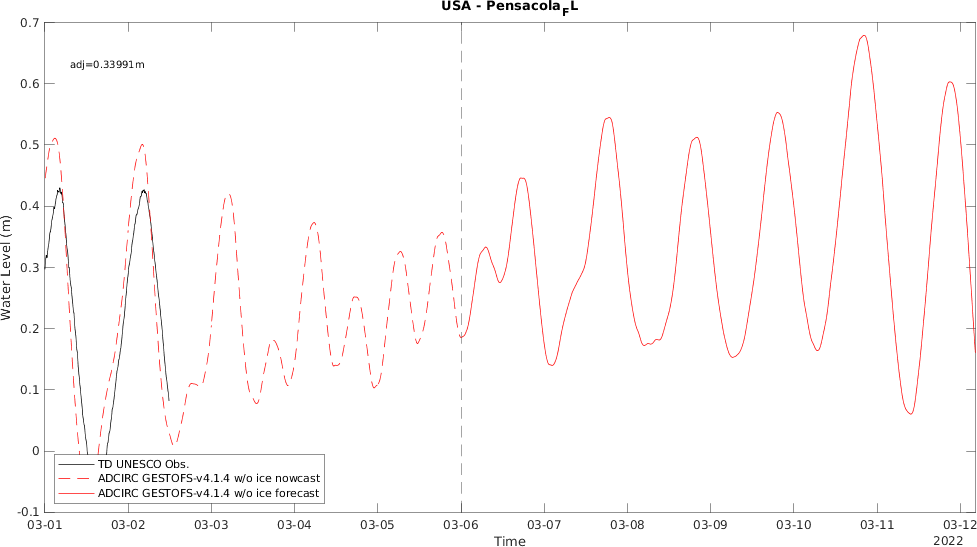 USA - Pensacola_FL
0.7
adj=0.33991m
0.6
0.5
0.4
0.3
0.2
0.1
0
-0.1
Water Level (m)
TD UNESCO Obs.
ADCIRC GESTOFS-v4.1.4 w/o ice nowcast
ADCIRC GESTOFS-v4.1.4 w/o ice forecast
03-01 03-02 03-03 03-04 03-05 03-06 03-07 03-08 03-09 03-10 03-11 03-12
Time
2022